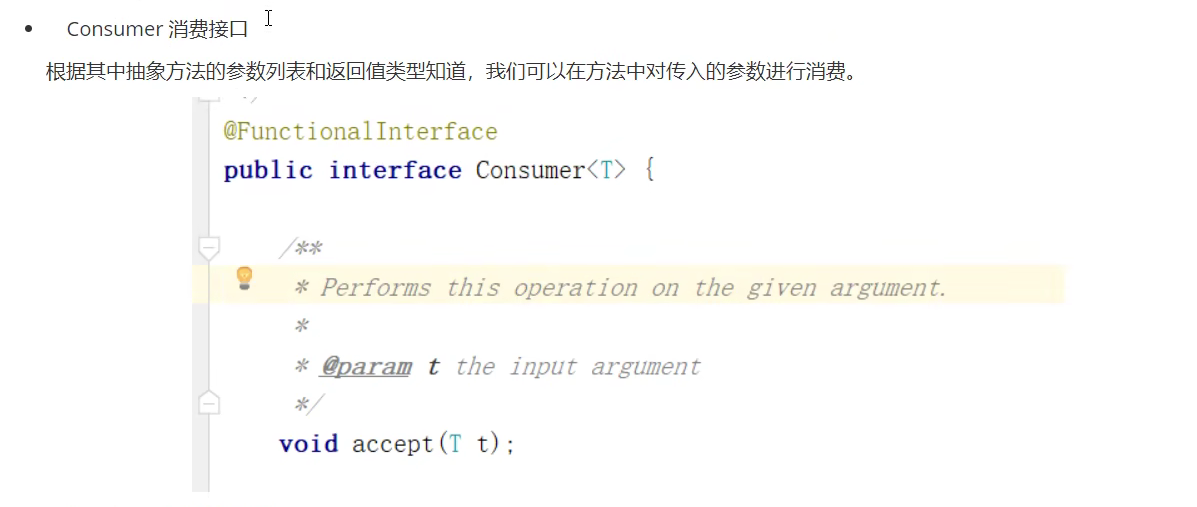 Consumer 消费接口
根据其中抽象方法的参数列表和返回值类型知道，我们可以在方法中对传入的参数进行消费。
*/
@FunctionalInterface
public interface Consumer<T> {
/**
* Performs this operation on the given argument.
*
* @param t the input argument
*/
void accept(T t);